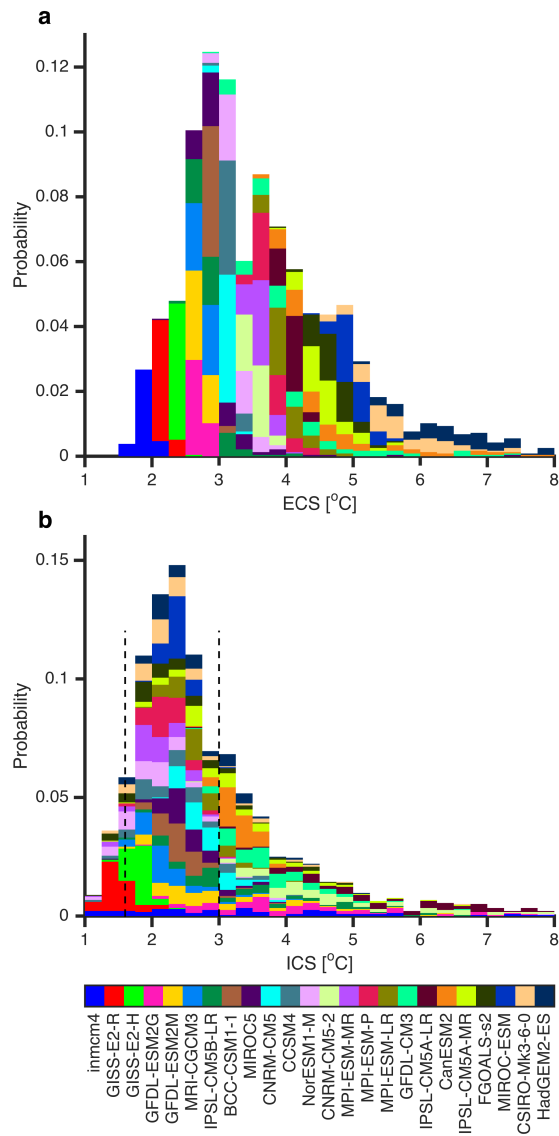 a
0.12
0.1
0.08
0.06
0.04
0.02
0
Probability
1 2 3 4 5 6 7 8
ECS [°C]
b
0.15
0.1
0.05
0
Probability
1 2 3 4 5 6 7 8
ICS [°C]
inmcm4
GISS-E2-R
GISS-E2-H
GFDL-ESM2G
GFDL-ESM2M
MRI-CGCM3
IPSL-CM5B-LR
BCC-CSM1-1
MIROC5
CNRM-CM5
CCSM4
NorESM1-M
CNRM-CM5-2
MPI-ESM-MR
MPI-ESM-P
MPI-ESM-LR
GFDL-CM3
IPSL-CM5A-LR
CanESM2
IPSL-CM5A-MR
FGOALS-s2
MIROC-ESM
CSIRO-Mk3-6-0
HadGEM2-ES